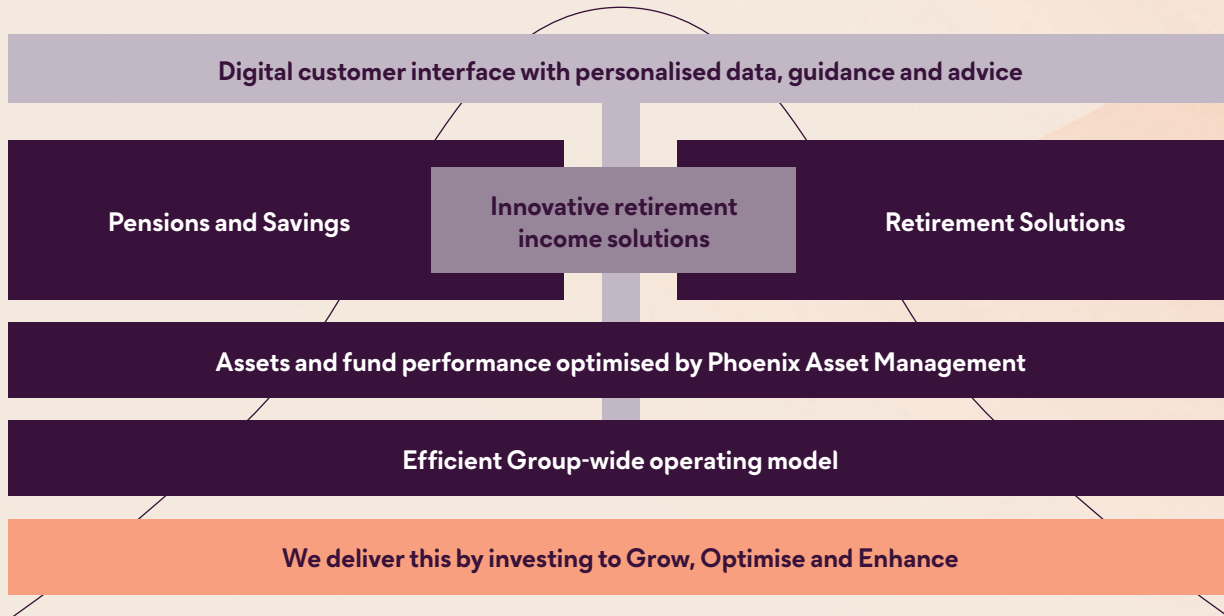 Digital customer interface with personalised data, guidance and advice
Pensions and Savings
Innovative retirement
income solutions
Retirement Solutions
Assets and fund performance optimised by Phoenix Asset Management
Efficient Group-wide operating model
We deliver this by investing to Grow, Optimise and Enhance